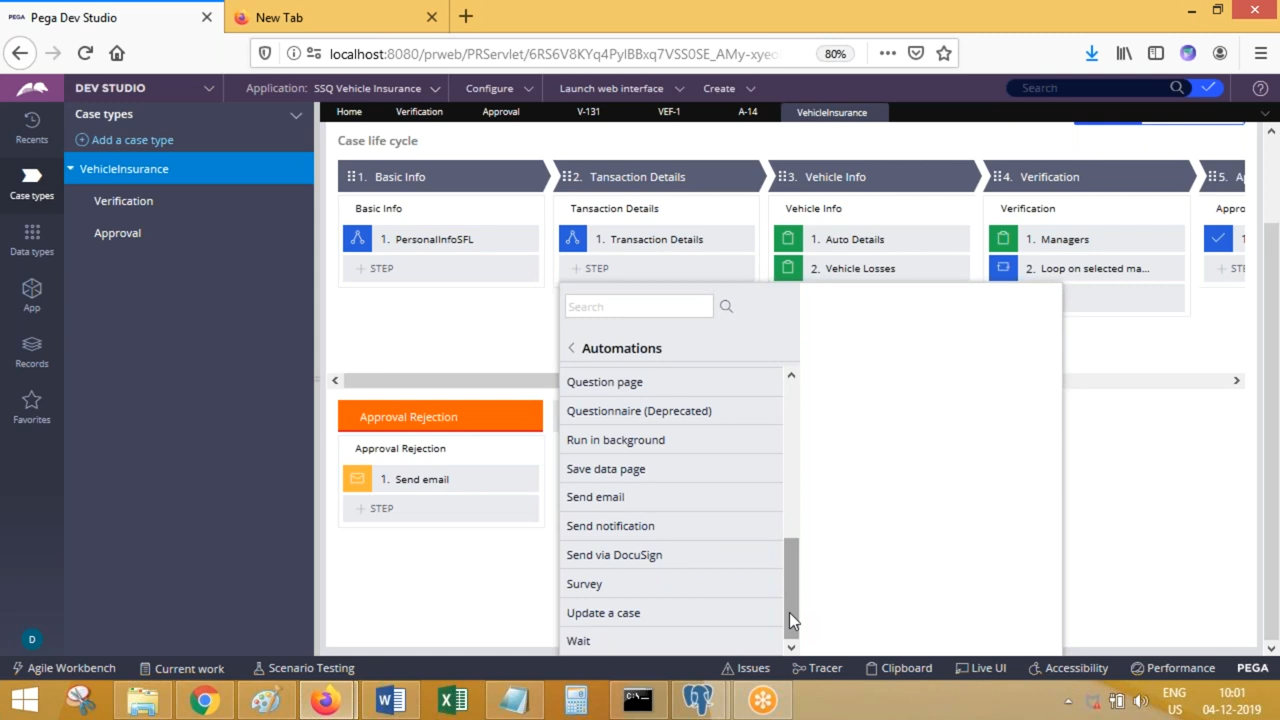 PEGA Pega Dev Studio
New Tab
localhost:8080/prweb/PRServlet/6RS6V8KYq4PylBBxq7VSS0SE_AMy-xyeo
80%
DEV STUDIO
Application: SSQ Vehicle Insurance
Configure
Launch web interface
Create
Search
Recents
Case types
Data types
App
Records
Favorites
D
Case types
Add a case type
VehicleInsurance
Verification
Approval
Home
Verification
Approval
V-131
VEF-1
A-14
VehicleInsurance
Case life cycle
1. Basic Info
2. Tansaction Details
3. Vehicle Info
4. Verification
5. A
Basic Info
Tansaction Details
Vehicle Info
Verification
Appro
1. PersonalInfoSFL
1. Transaction Details
1. Auto Details
1. Managers
1
+ STEP
+ STEP
2. Vehicle Losses
2. Loop on selected ma...
+ STE
Search
Automations
Question page
Questionnaire (Deprecated)
Run in background
Save data page
Send email
Send notification
Send via DocuSign
Survey
Update a case
Wait
Approval Rejection
Approval Rejection
1. Send email
+ STEP
Agile Workbench
Current work
Scenario Testing
Issues
Tracer
Clipboard
Live UI
Accessibility
Performance
PEGA
ENG
US
10:01
04-12-2019